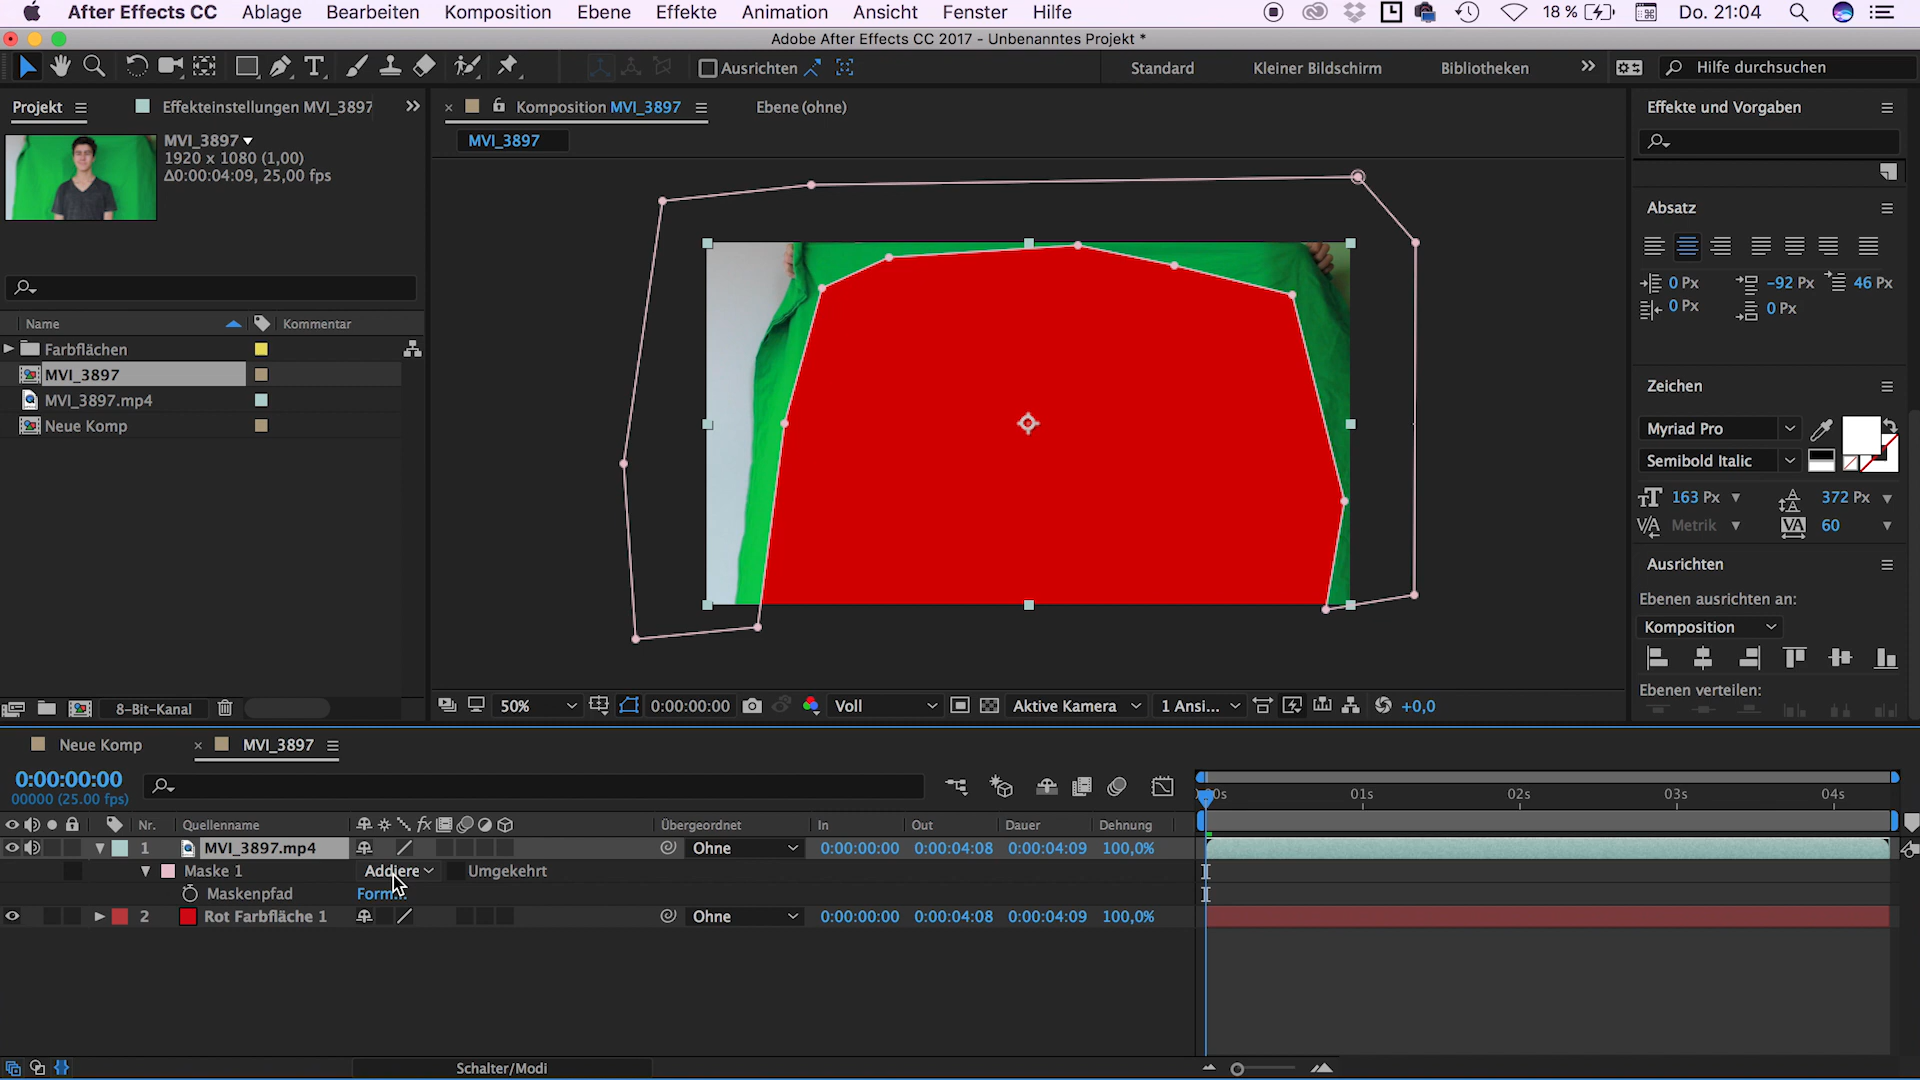 After Effects CC Ablage Bearbeiten Komposition Ebene Effekte Animation Ansicht Fenster Hilfe 18 % Do. 21:04
Adobe After Effects CC 2017 - Unbenanntes Projekt *
Ausrichten Standard Kleiner Bildschirm Bibliotheken Hilfe durchsuchen
Projekt Effekteinstellungen MVI_3897 Komposition MVI_3897 Ebene (ohne) Effekte und Vorgaben
MVI_3897
1920 x 1080 (1,00)
Δ0:00:04:09, 25,00 fps
MVI_3897
Absatz
0 Px -92 Px 46 Px
0 Px 0 Px
Name Kommentar
Farbflächen
MVI_3897
MVI_3897.mp4
Neue Komp
Zeichen
Myriad Pro
Semibold Italic
163 Px 372 Px
Metrik 60
Ausrichten
Ebenen ausrichten an:
Komposition
Ebenen verteilen:
8-Bit-Kanal 50% 0:00:00:00 Voll Aktive Kamera 1 Ansi... +0,0
Neue Komp MVI_3897
0:00:00:00
00000 (25.00 fps)
00s 01s 02s 03s 04s
Nr. Quellenname fx Übergeordnet In Out Dauer Dehnung
1 MVI_3897.mp4 Ohne 0:00:00:00 0:00:04:08 0:00:04:09 100,0%
Maske 1 Addiere Umgekehrt
Maskenpfad Form...
2 Rot Farbfläche 1 Ohne 0:00:00:00 0:00:04:08 0:00:04:09 100,0%
Schalter/Modi